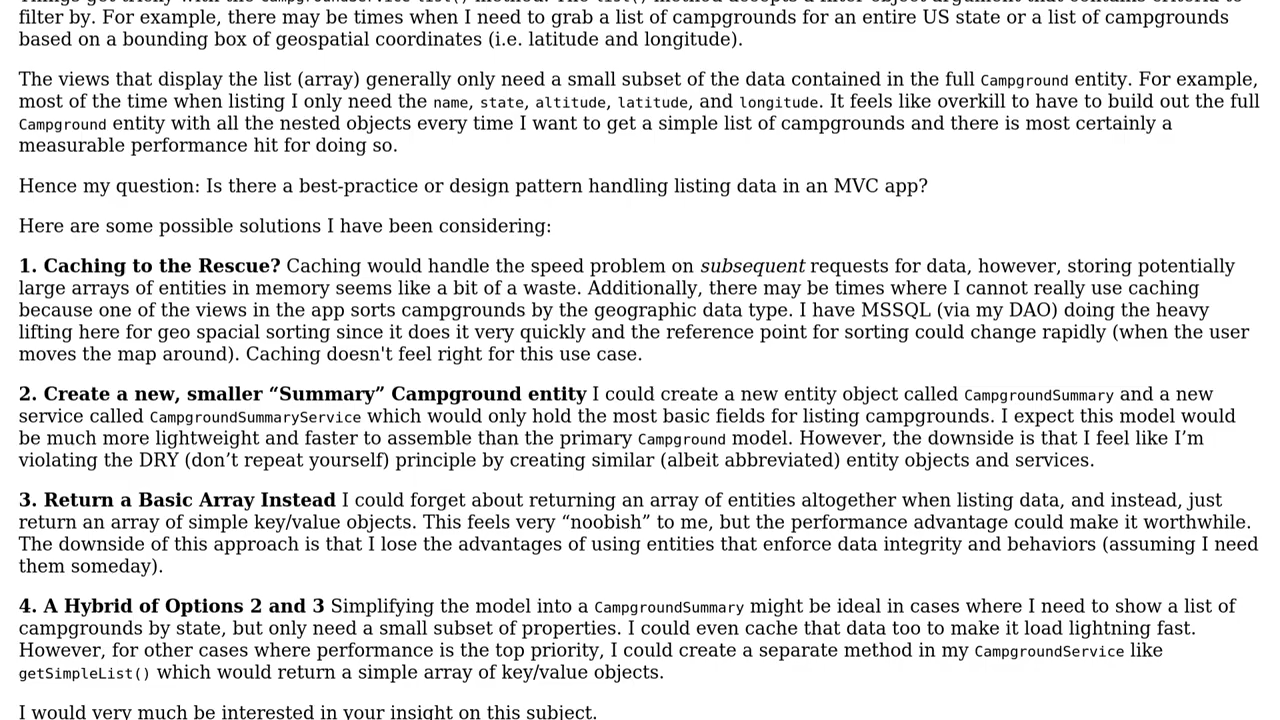 filter by. For example, there may be times when I need to grab a list of campgrounds for an entire US state or a list of campgrounds
based on a bounding box of geospatial coordinates (i.e. latitude and longitude).
The views that display the list (array) generally only need a small subset of the data contained in the full Campground entity. For example,
most of the time when listing I only need the name, state, altitude, latitude, and longitude. It feels like overkill to have to build out the full
Campground entity with all the nested objects every time I want to get a simple list of campgrounds and there is most certainly a
measurable performance hit for doing so.
Hence my question: Is there a best-practice or design pattern handling listing data in an MVC app?
Here are some possible solutions I have been considering:
1. Caching to the Rescue? Caching would handle the speed problem on subsequent requests for data, however, storing potentially
large arrays of entities in memory seems like a bit of a waste. Additionally, there may be times where I cannot really use caching
because one of the views in the app sorts campgrounds by the geographic data type. I have MSSQL (via my DAO) doing the heavy
lifting here for geo spacial sorting since it does it very quickly and the reference point for sorting could change rapidly (when the user
moves the map around). Caching doesn't feel right for this use case.
2. Create a new, smaller “Summary” Campground entity I could create a new entity object called CampgroundSummary and a new
service called CampgroundSummaryService which would only hold the most basic fields for listing campgrounds. I expect this model would
be much more lightweight and faster to assemble than the primary Campground model. However, the downside is that I feel like I’m
violating the DRY (don’t repeat yourself) principle by creating similar (albeit abbreviated) entity objects and services.
3. Return a Basic Array Instead I could forget about returning an array of entities altogether when listing data, and instead, just
return an array of simple key/value objects. This feels very “noobish” to me, but the performance advantage could make it worthwhile.
The downside of this approach is that I lose the advantages of using entities that enforce data integrity and behaviors (assuming I need
them someday).
4. A Hybrid of Options 2 and 3 Simplifying the model into a CampgroundSummary might be ideal in cases where I need to show a list of
campgrounds by state, but only need a small subset of properties. I could even cache that data too to make it load lightning fast.
However, for other cases where performance is the top priority, I could create a separate method in my CampgroundService like
getSimpleList() which would return a simple array of key/value objects.
I would very much be interested in your insight on this subject.